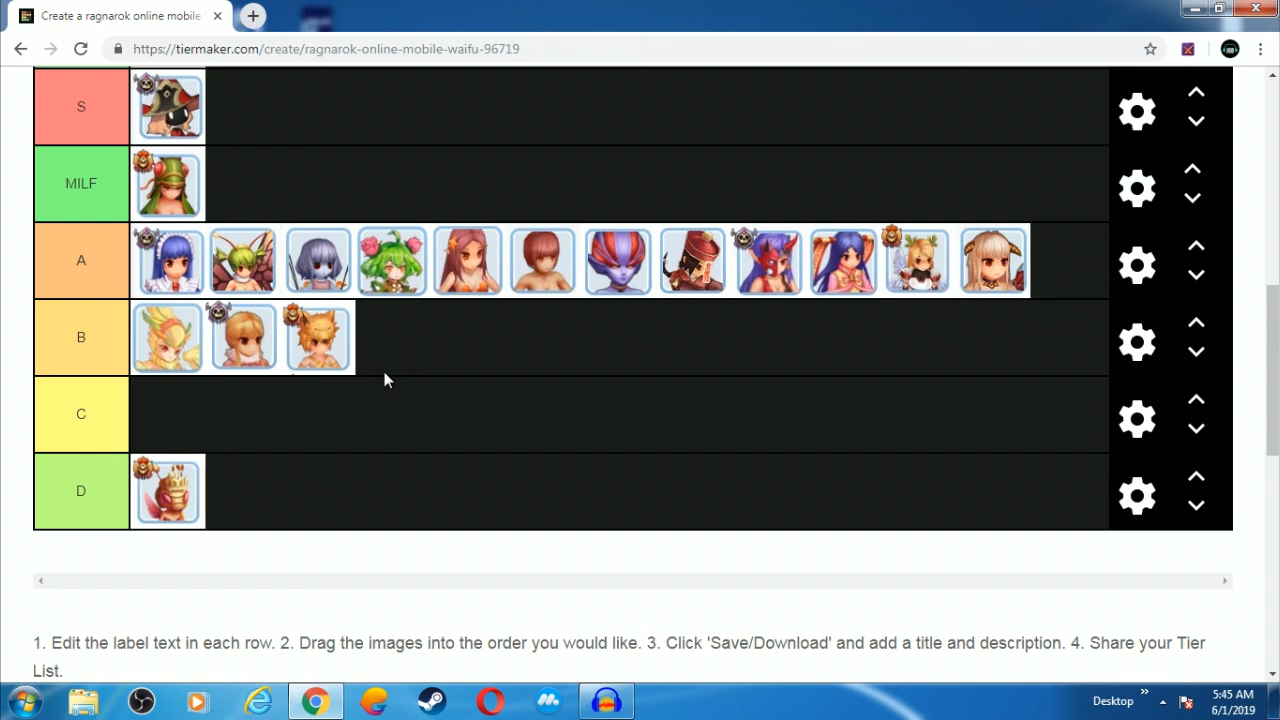 Create a ragnarok online mobile
https://tiermaker.com/create/ragnarok-online-mobile-waifu-96719
S
MILF
A
B
C
D
1. Edit the label text in each row. 2. Drag the images into the order you would like. 3. Click 'Save/Download' and add a title and description. 4. Share your Tier
List.
Desktop
5:45 AM
6/1/2019